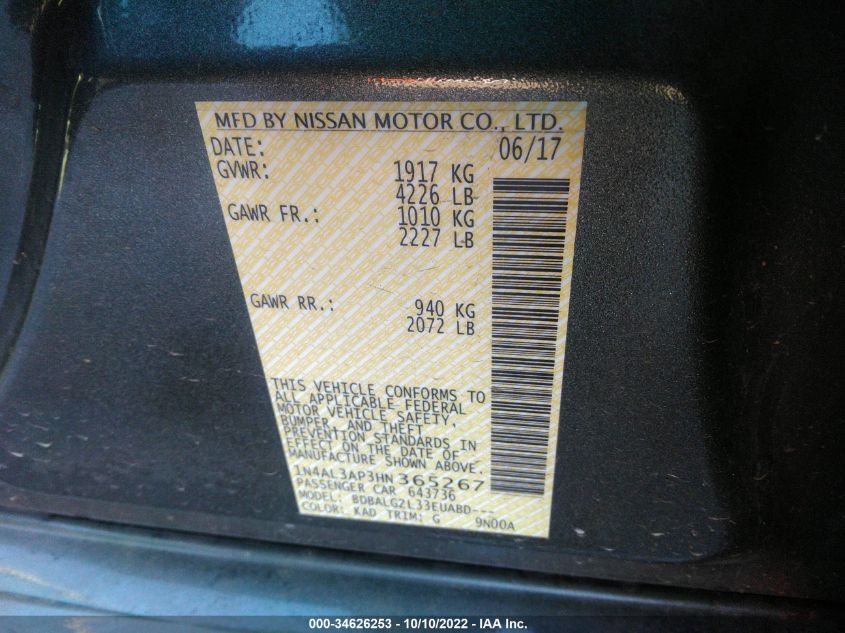 MFD BY NISSAN MOTOR CO., LTD.
DATE: 06/17
GVWR: 1917 KG
4226 LB
GAWR FR.: 1010 KG
2227 LB
GAWR RR.: 940 KG
2072 LB
THIS VEHICLE CONFORMS TO
ALL APPLICABLE FEDERAL
MOTOR VEHICLE SAFETY,
BUMPER, AND THEFT
PREVENTION STANDARDS IN
EFFECT ON THE DATE OF
MANUFACTURE SHOWN ABOVE.
1N4AL3AP3HN365267
PASSENGER CAR 643736
MODEL: BDBALG2L33EUABD---
COLOR: KAD TRIM: G 9N00A
000-34626253 - 10/10/2022 - IAA Inc.